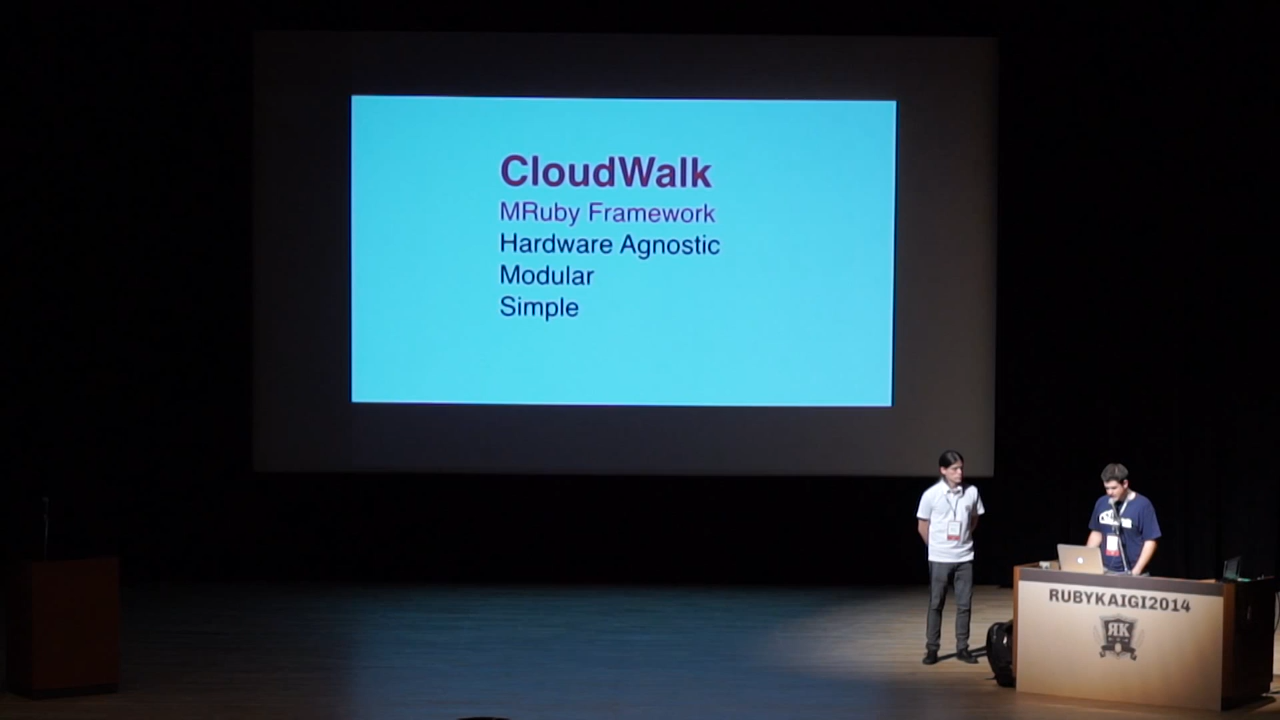 CloudWalk
MRuby Framework
Hardware Agnostic
Modular
Simple
RUBYKAIGI2014
RK